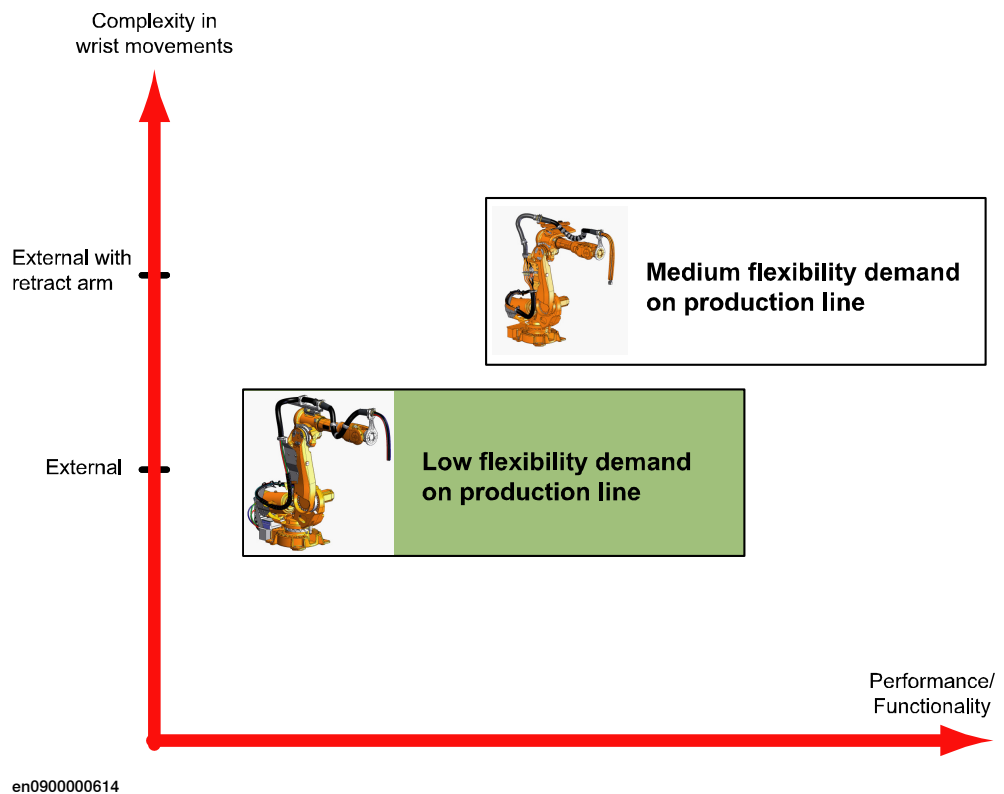 Complexity in
wrist movements
External with
retract arm
Medium flexibility demand
on production line
External
Low flexibility demand
on production line
Performance/
Functionality
en0900000614